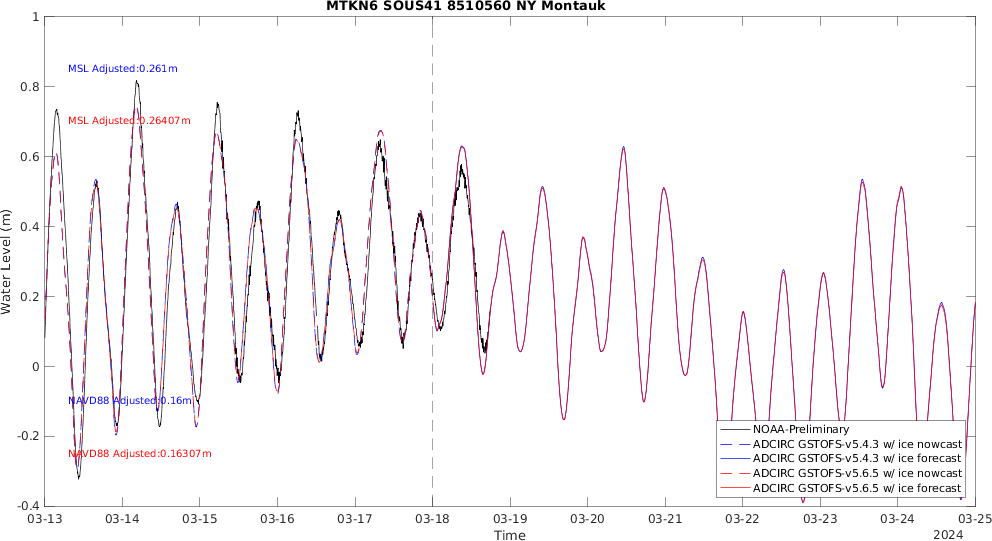 MTKN6 SOUS41 8510560 NY Montauk
1
0.8
0.6
0.4
0.2
0
-0.2
-0.4
Water Level (m)
MSL Adjusted:0.261m
MSL Adjusted:0.26407m
NAVD88 Adjusted:0.16m
NAVD88 Adjusted:0.16307m
NOAA-Preliminary
ADCIRC GSTOFS-v5.4.3 w/ ice nowcast
ADCIRC GSTOFS-v5.4.3 w/ ice forecast
ADCIRC GSTOFS-v5.6.5 w/ ice nowcast
ADCIRC GSTOFS-v5.6.5 w/ ice forecast
03-13 03-14 03-15 03-16 03-17 03-18 03-19 03-20 03-21 03-22 03-23 03-24 03-25
Time
2024